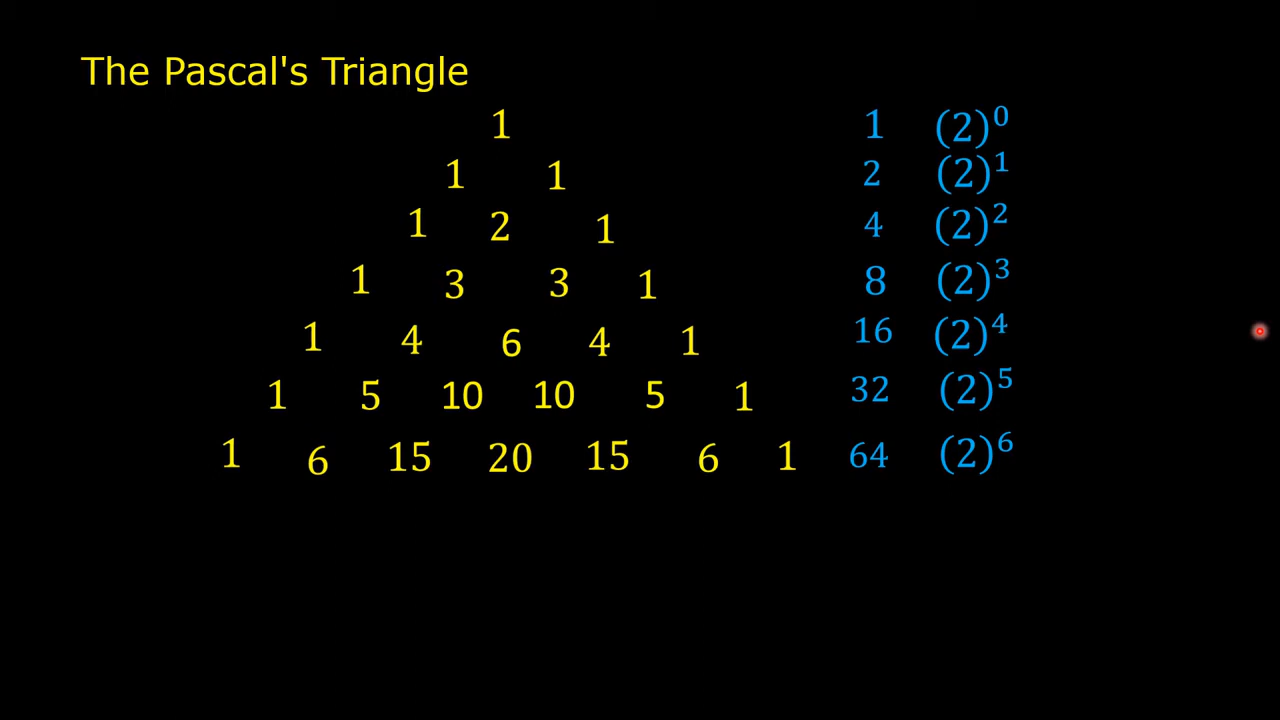 The Pascal's Triangle
1 1 (2)⁰
1 1 2 (2)¹
1 2 1 4 (2)²
1 3 3 1 8 (2)³
1 4 6 4 1 16 (2)⁴
1 5 10 10 5 1 32 (2)⁵
1 6 15 20 15 6 1 64 (2)⁶